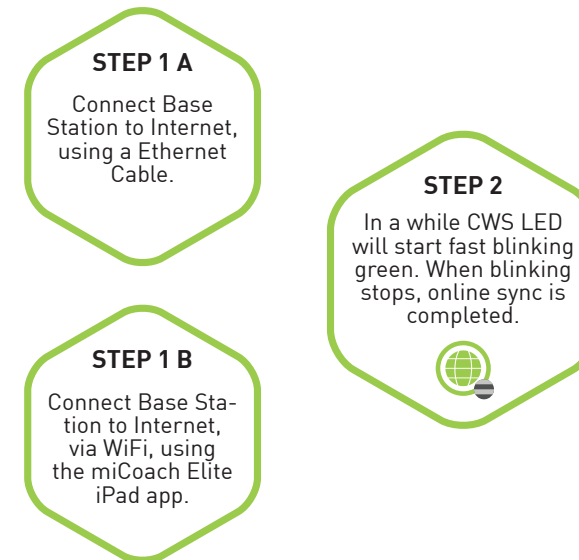 STEP 1 A
Connect Base
Station to Internet,
using a Ethernet
Cable.
STEP 1 B
Connect Base Sta-
tion to Internet,
via WiFi, using
the miCoach Elite
iPad app.
STEP 2
In a while CWS LED
will start fast blinking
green. When blinking
stops, online sync is
completed.